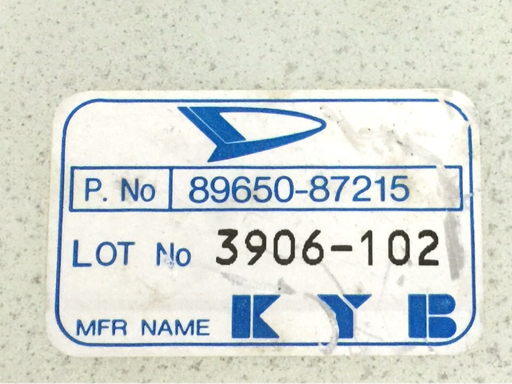 P. No 89650-87215
LOT No 3906-102
MFR NAME KYB